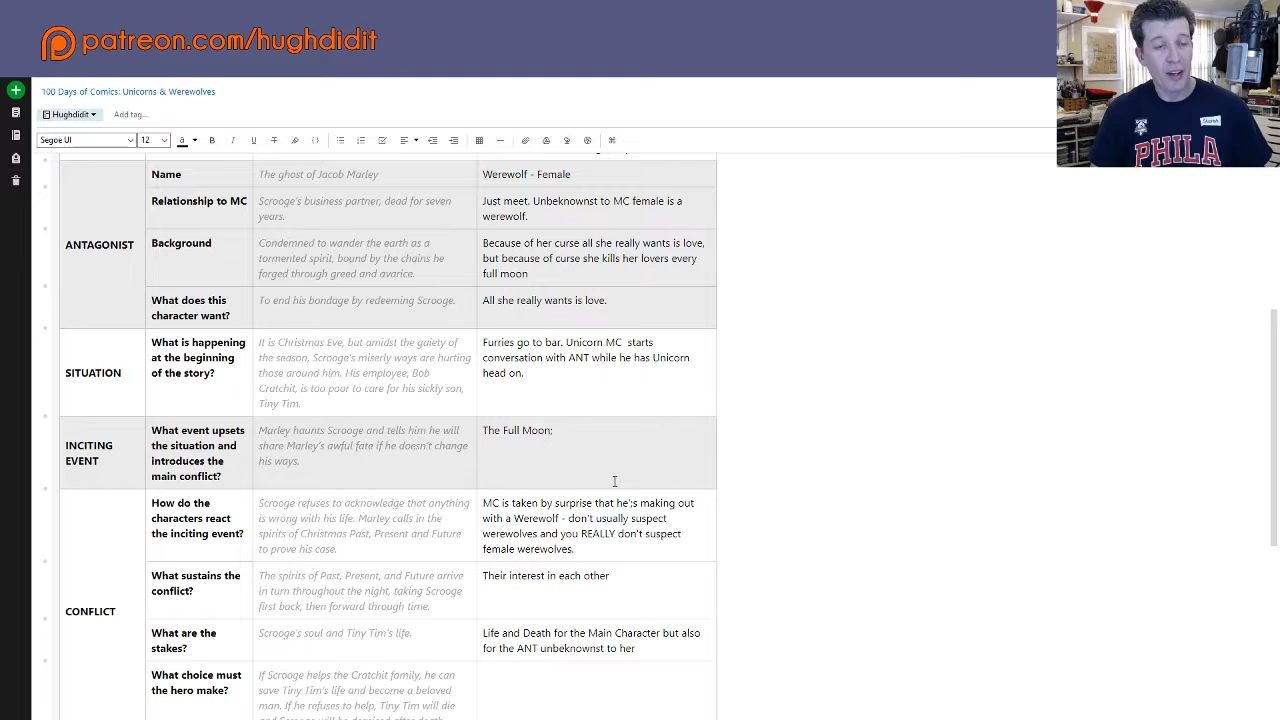 patreon.com/hughdidit
100 Days of Comics: Unicorns & Werewolves
Hughdidit
Add tag...
Segoe UI
12
a
B
I
U
Name
The ghost of Jacob Marley
Werewolf - Female
Relationship to MC
Scrooge's business partner, dead for seven
years.
Just meet. Unbeknownst to MC female is a
werewolf.
ANTAGONIST
Background
Condemned to wander the earth as a
tormented spirit, bound by the chains he
forged through greed and avarice.
Because of her curse all she really wants is love,
but because of curse she kills her lovers every
full moon
What does this
character want?
To end his bondage by redeeming Scrooge.
All she really wants is love.
SITUATION
What is happening
at the beginning
of the story?
It is Christmas Eve, but amidst the gaiety of
the season, Scrooge's miserly ways are hurting
those around him. His employee, Bob
Cratchit, is too poor to care for his sickly son,
Tiny Tim.
Furries go to bar. Unicorn MC starts
conversation with ANT while he has Unicorn
head on.
INCITING
EVENT
What event upsets
the situation and
introduces the
main conflict?
Marley haunts Scrooge and tells him he will
share Marley's awful fate if he doesn't change
his ways.
The Full Moon;
CONFLICT
How do the
characters react
the inciting event?
Scrooge refuses to acknowledge that anything
is wrong with his life. Marley calls in the
spirits of Christmas Past, Present and Future
to prove his case.
MC is taken by surprise that he';s making out
with a Werewolf - don't usually suspect
werewolves and you REALLY don't suspect
female werewolves.
What sustains the
conflict?
The spirits of Past, Present, and Future arrive
in turn throughout the night, taking Scrooge
first back, then forward through time.
Their interest in each other
What are the
stakes?
Scrooge's soul and Tiny Tim's life.
Life and Death for the Main Character but also
for the ANT unbeknownst to her
What choice must
the hero make?
If Scrooge helps the Cratchit family, he can
save Tiny Tim's life and become a beloved
man. If he refuses to help, Tiny Tim will die
and Scrooge will be despised after death
PHILA